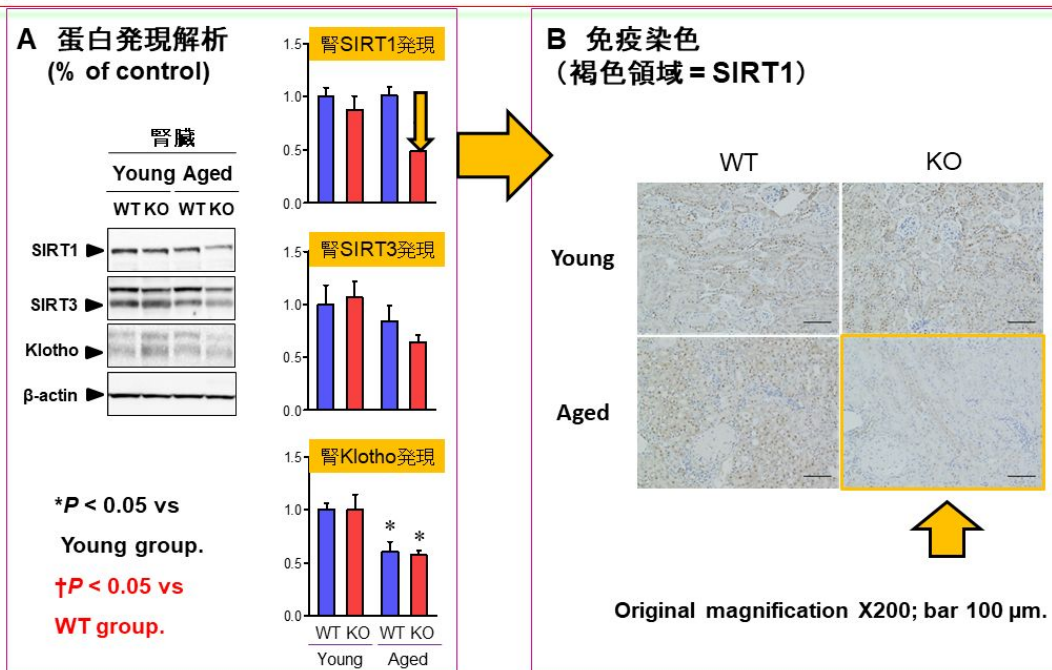 A 蛋白発現解析
(% of control)
腎臓
Young Aged
WT KO WT KO
SIRT1
SIRT3
Klotho
β-actin
*P < 0.05 vs
Young group.
†P < 0.05 vs
WT group.
腎SIRT1発現
1.5
1.0
0.5
0.0
腎SIRT3発現
1.5
1.0
0.5
0.0
腎Klotho発現
1.5
1.0
0.5
0.0
* *
WT KO WT KO
Young Aged
B 免疫染色
（褐色領域 = SIRT1）
WT KO
Young
Aged
Original magnification X200; bar 100 µm.